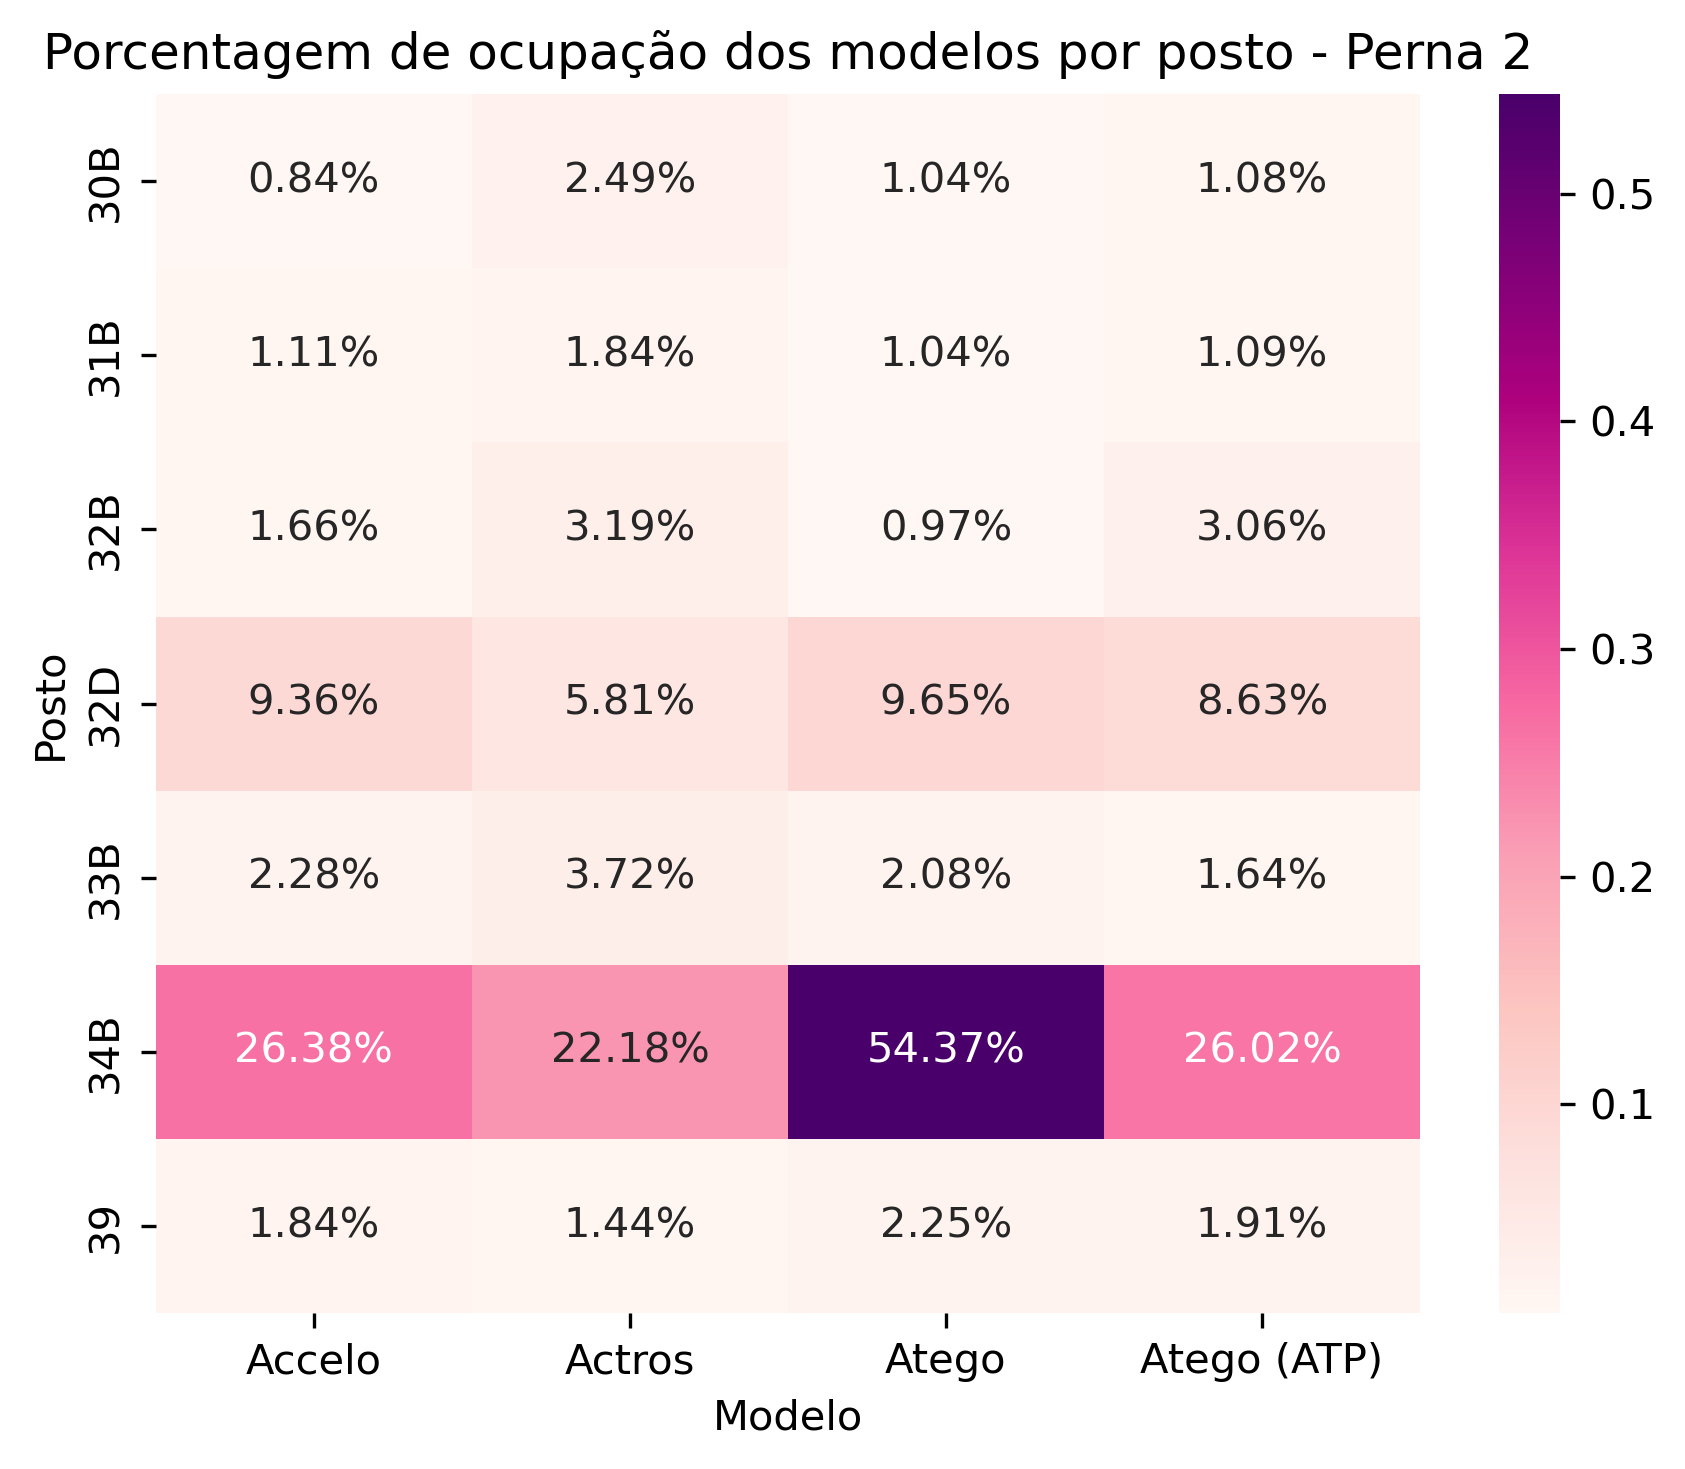 Porcentagem de ocupação dos modelos por posto - Perna 2
Posto
30B 0.84% 2.49% 1.04% 1.08%
31B 1.11% 1.84% 1.04% 1.09%
32B 1.66% 3.19% 0.97% 3.06%
32D 9.36% 5.81% 9.65% 8.63%
33B 2.28% 3.72% 2.08% 1.64%
34B 26.38% 22.18% 54.37% 26.02%
39 1.84% 1.44% 2.25% 1.91%
Accelo Actros Atego Atego (ATP)
Modelo
0.5
0.4
0.3
0.2
0.1